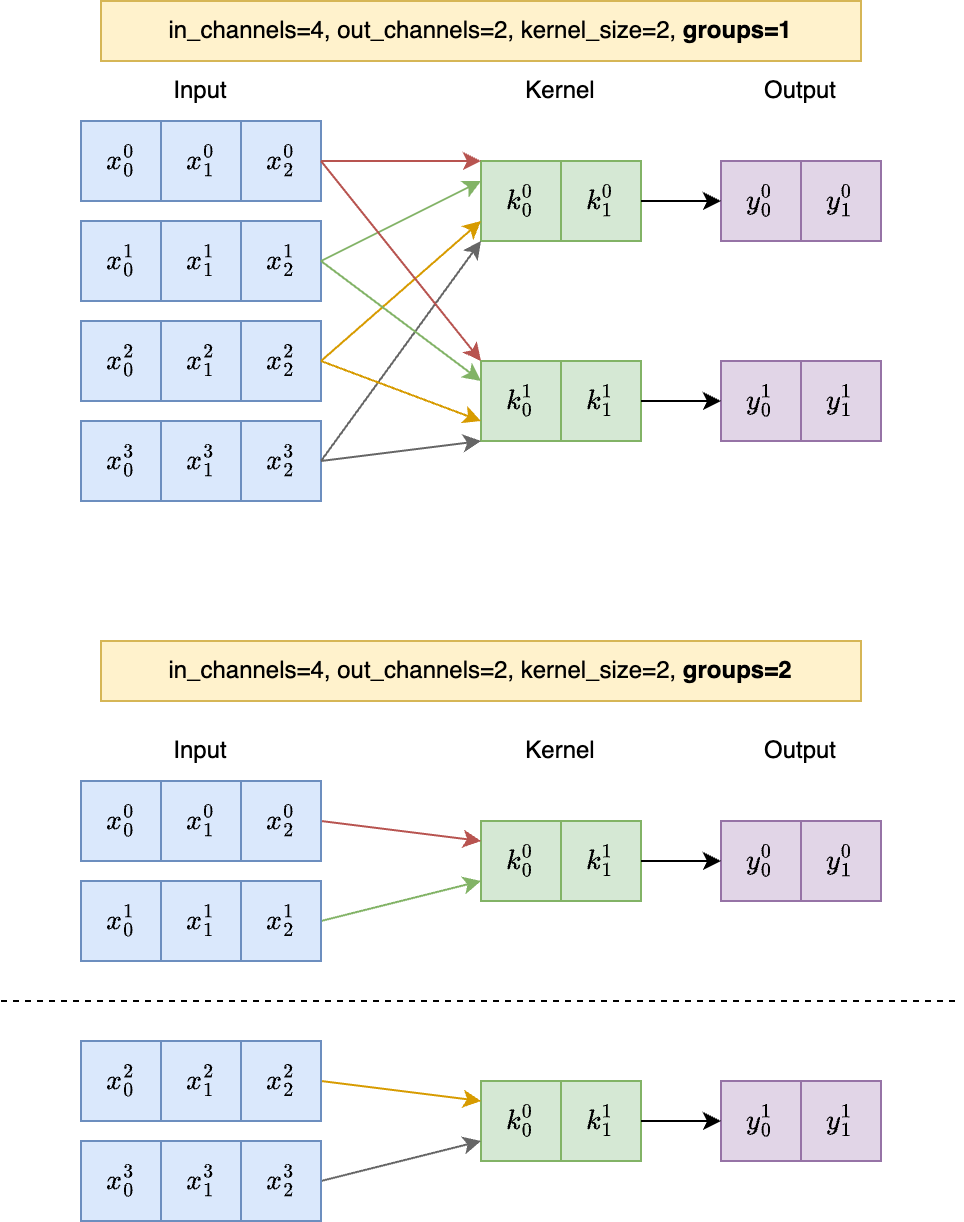 in_channels=4, out_channels=2, kernel_size=2, groups=1
Input Kernel Output
x_0^0 x_1^0 x_2^0
k_0^0 k_1^0 y_0^0 y_1^0
x_0^1 x_1^1 x_2^1
x_0^2 x_1^2 x_2^2
k_0^1 k_1^1 y_0^1 y_1^1
x_0^3 x_1^3 x_2^3
in_channels=4, out_channels=2, kernel_size=2, groups=2
Input Kernel Output
x_0^0 x_1^0 x_2^0
k_0^0 k_1^1 y_0^0 y_1^0
x_0^1 x_1^1 x_2^1
x_0^2 x_1^2 x_2^2
k_0^0 k_1^1 y_0^1 y_1^1
x_0^3 x_1^3 x_2^3